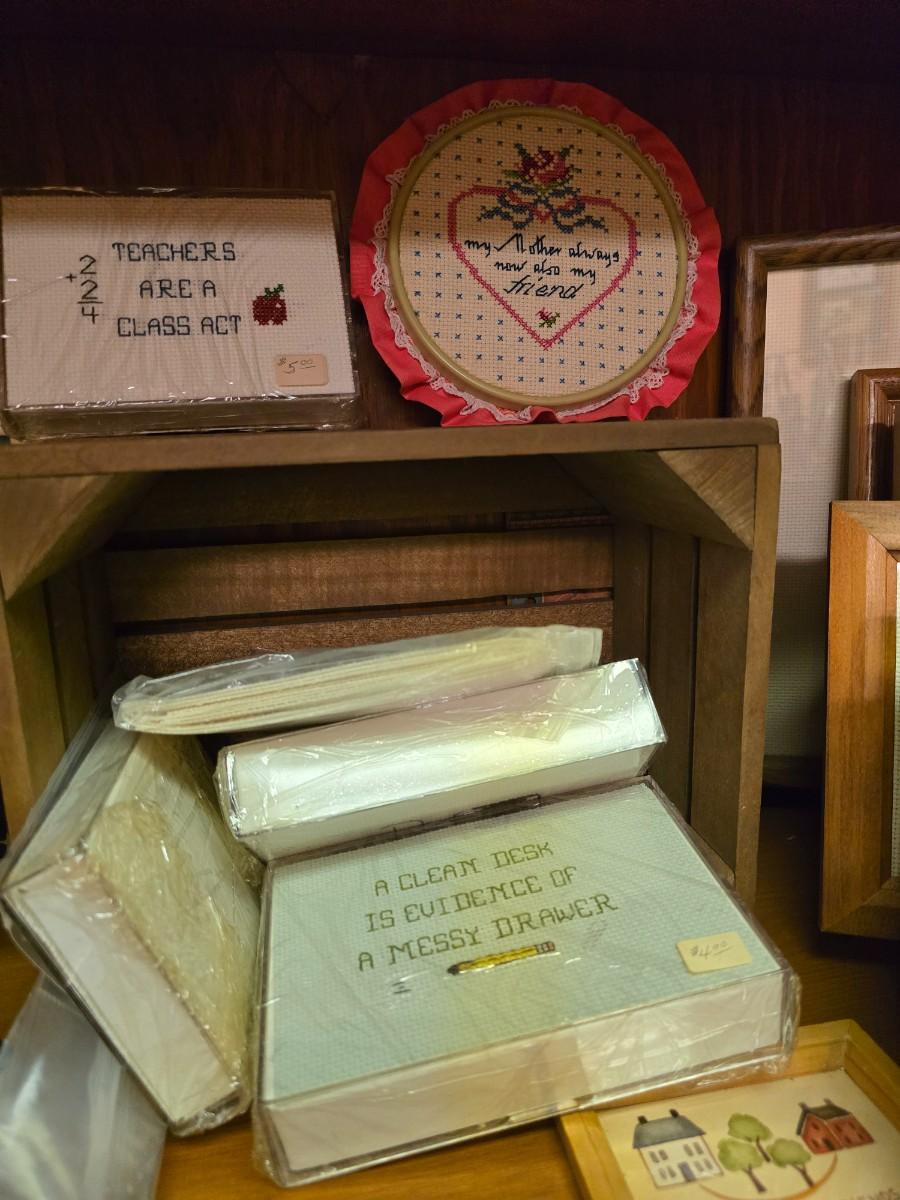 TEACHERS
ARE A
CLASS ACT
2
+2
4
$5.00
my Mother always
now also my
friend
A CLEAN DESK
IS EVIDENCE OF
A MESSY DRAWER
$4.00